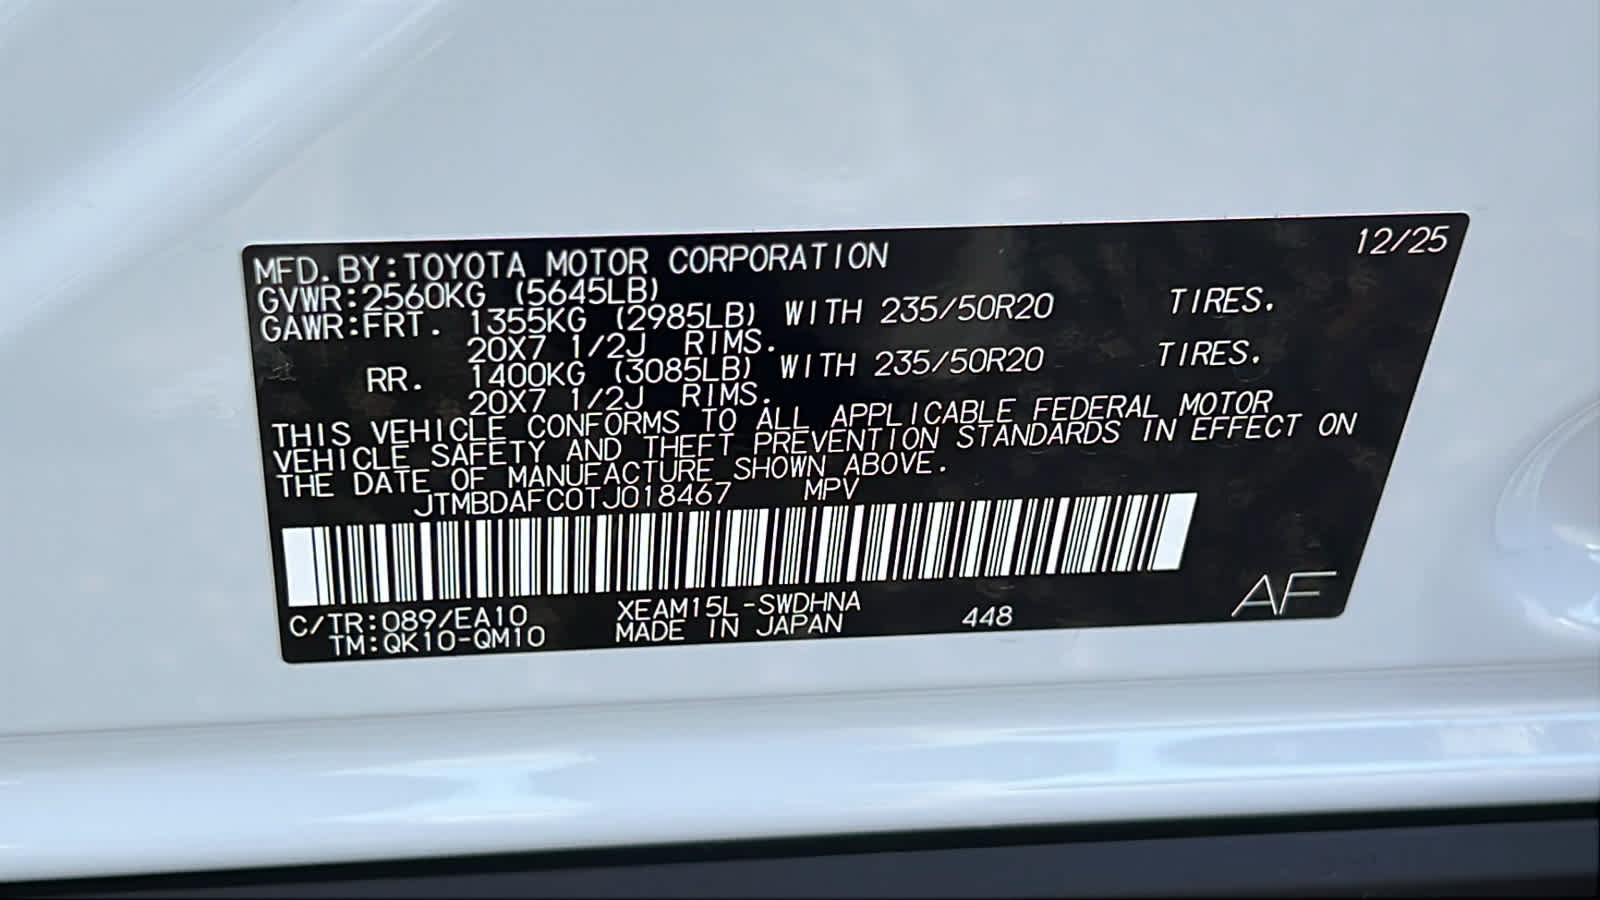 12/25
MFD.BY:TOYOTA MOTOR CORPORATION
GVWR:2560KG (5645LB)
GAWR:FRT. 1355KG (2985LB) WITH 235/50R20 TIRES.
20X7 1/2J RIMS.
RR. 1400KG (3085LB) WITH 235/50R20 TIRES.
20X7 1/2J RIMS.
THIS VEHICLE CONFORMS TO ALL APPLICABLE FEDERAL MOTOR
VEHICLE SAFETY AND THEFT PREVENTION STANDARDS IN EFFECT ON
THE DATE OF MANUFACTURE SHOWN ABOVE.
JTMBDAFC0TJ018467 MPV
C/TR:089/EA10 XEAM15L-SWDHNA 448
TM:QK10-QM10 MADE IN JAPAN
AF